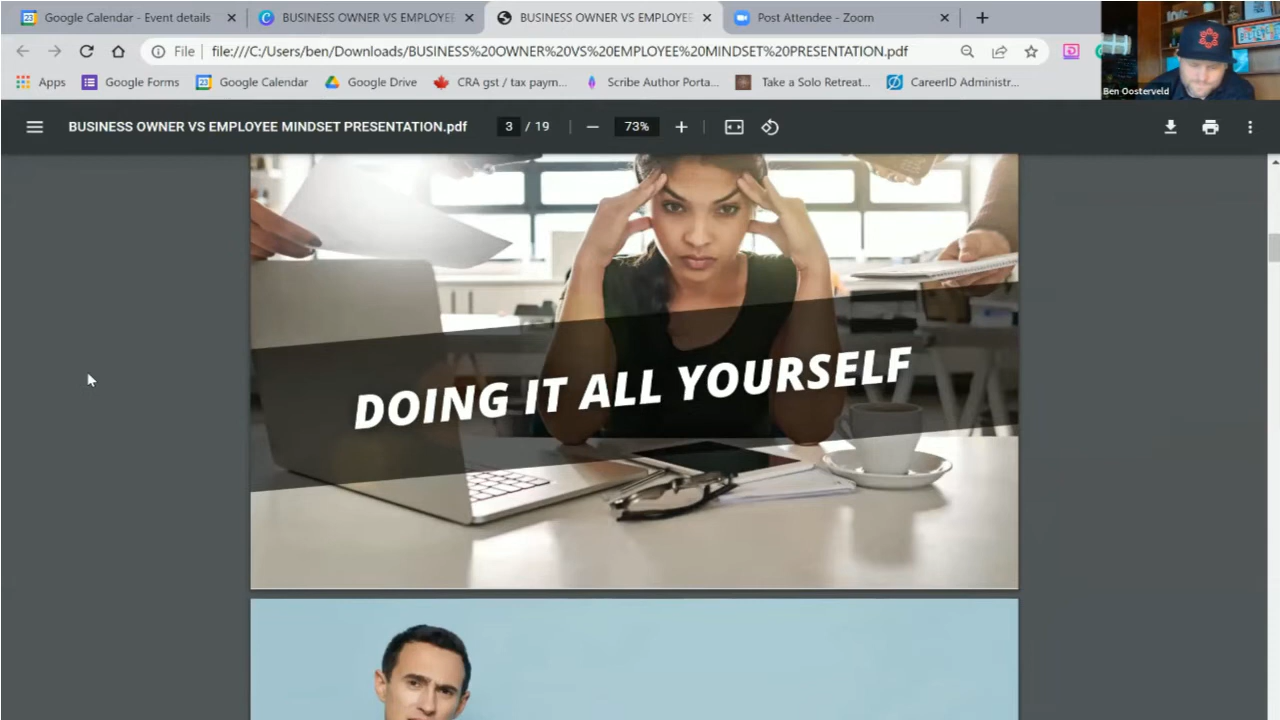 Google Calendar - Event details
BUSINESS OWNER VS EMPLOYEE
BUSINESS OWNER VS EMPLOYEE
Post Attendee - Zoom
File
file:///C:/Users/ben/Downloads/BUSINESS%20OWNER%20VS%20EMPLOYEE%20MINDSET%20PRESENTATION.pdf
Apps
Google Forms
23
Google Calendar
Google Drive
CRA gst / tax paym...
Scribe Author Porta...
Take a Solo Retreat...
CareerID Administr...
Ben Oosterveld
BUSINESS OWNER VS EMPLOYEE MINDSET PRESENTATION.pdf
3 / 19
73%
DOING IT ALL YOURSELF